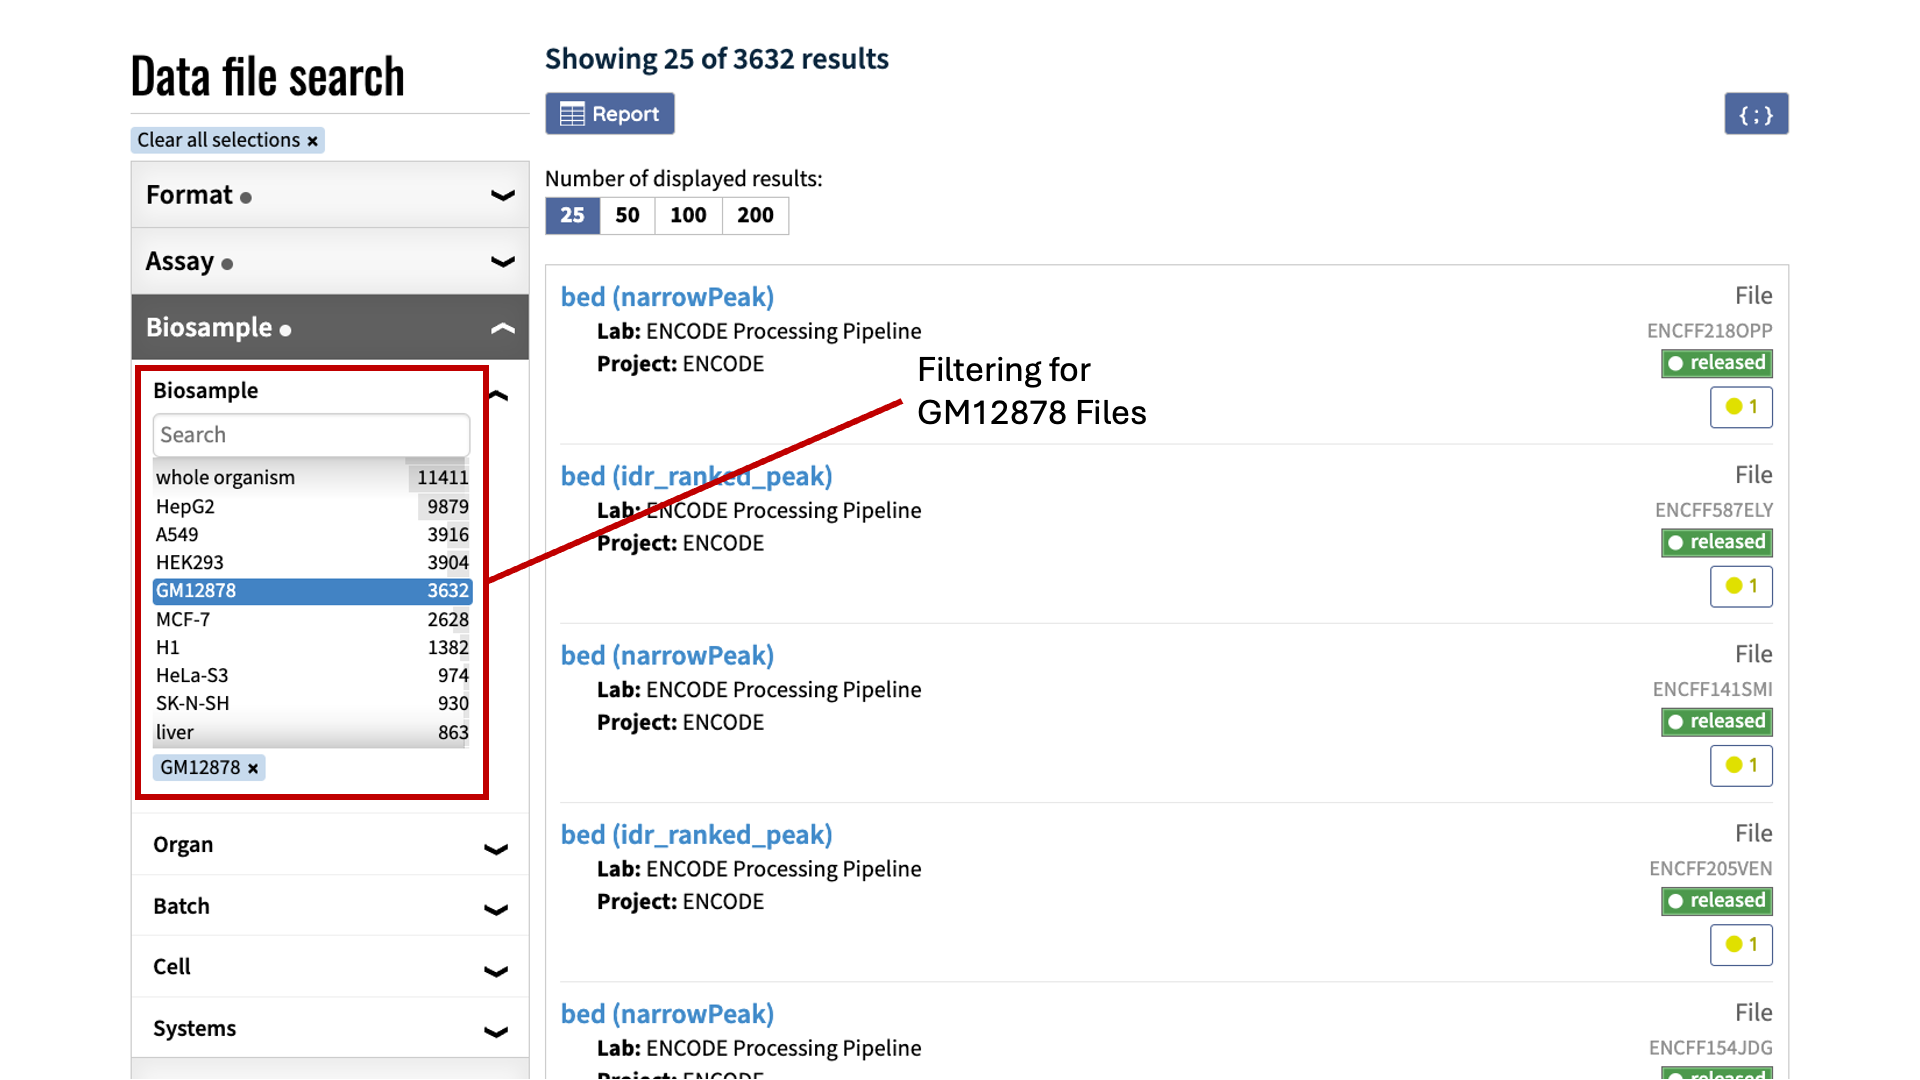 Data file search
Clear all selections ×
Format
Assay
Biosample
Biosample
Search
whole organism 11411
HepG2 9879
A549 3916
HEK293 3904
GM12878 3632
MCF-7 2628
H1 1382
HeLa-S3 974
SK-N-SH 930
liver 863
GM12878 ×
Organ
Batch
Cell
Systems
Showing 25 of 3632 results
Report
{ ; }
Number of displayed results:
25 50 100 200
bed (narrowPeak) File
Lab: ENCODE Processing Pipeline ENCFF218OPP
Project: ENCODE released
1
Filtering for
GM12878 Files
bed (idr_ranked_peak) File
Lab: ENCODE Processing Pipeline ENCFF587ELY
Project: ENCODE released
1
bed (narrowPeak) File
Lab: ENCODE Processing Pipeline ENCFF141SMI
Project: ENCODE released
1
bed (idr_ranked_peak) File
Lab: ENCODE Processing Pipeline ENCFF205VEN
Project: ENCODE released
1
bed (narrowPeak) File
Lab: ENCODE Processing Pipeline ENCFF154JDG
Project: ENCODE released